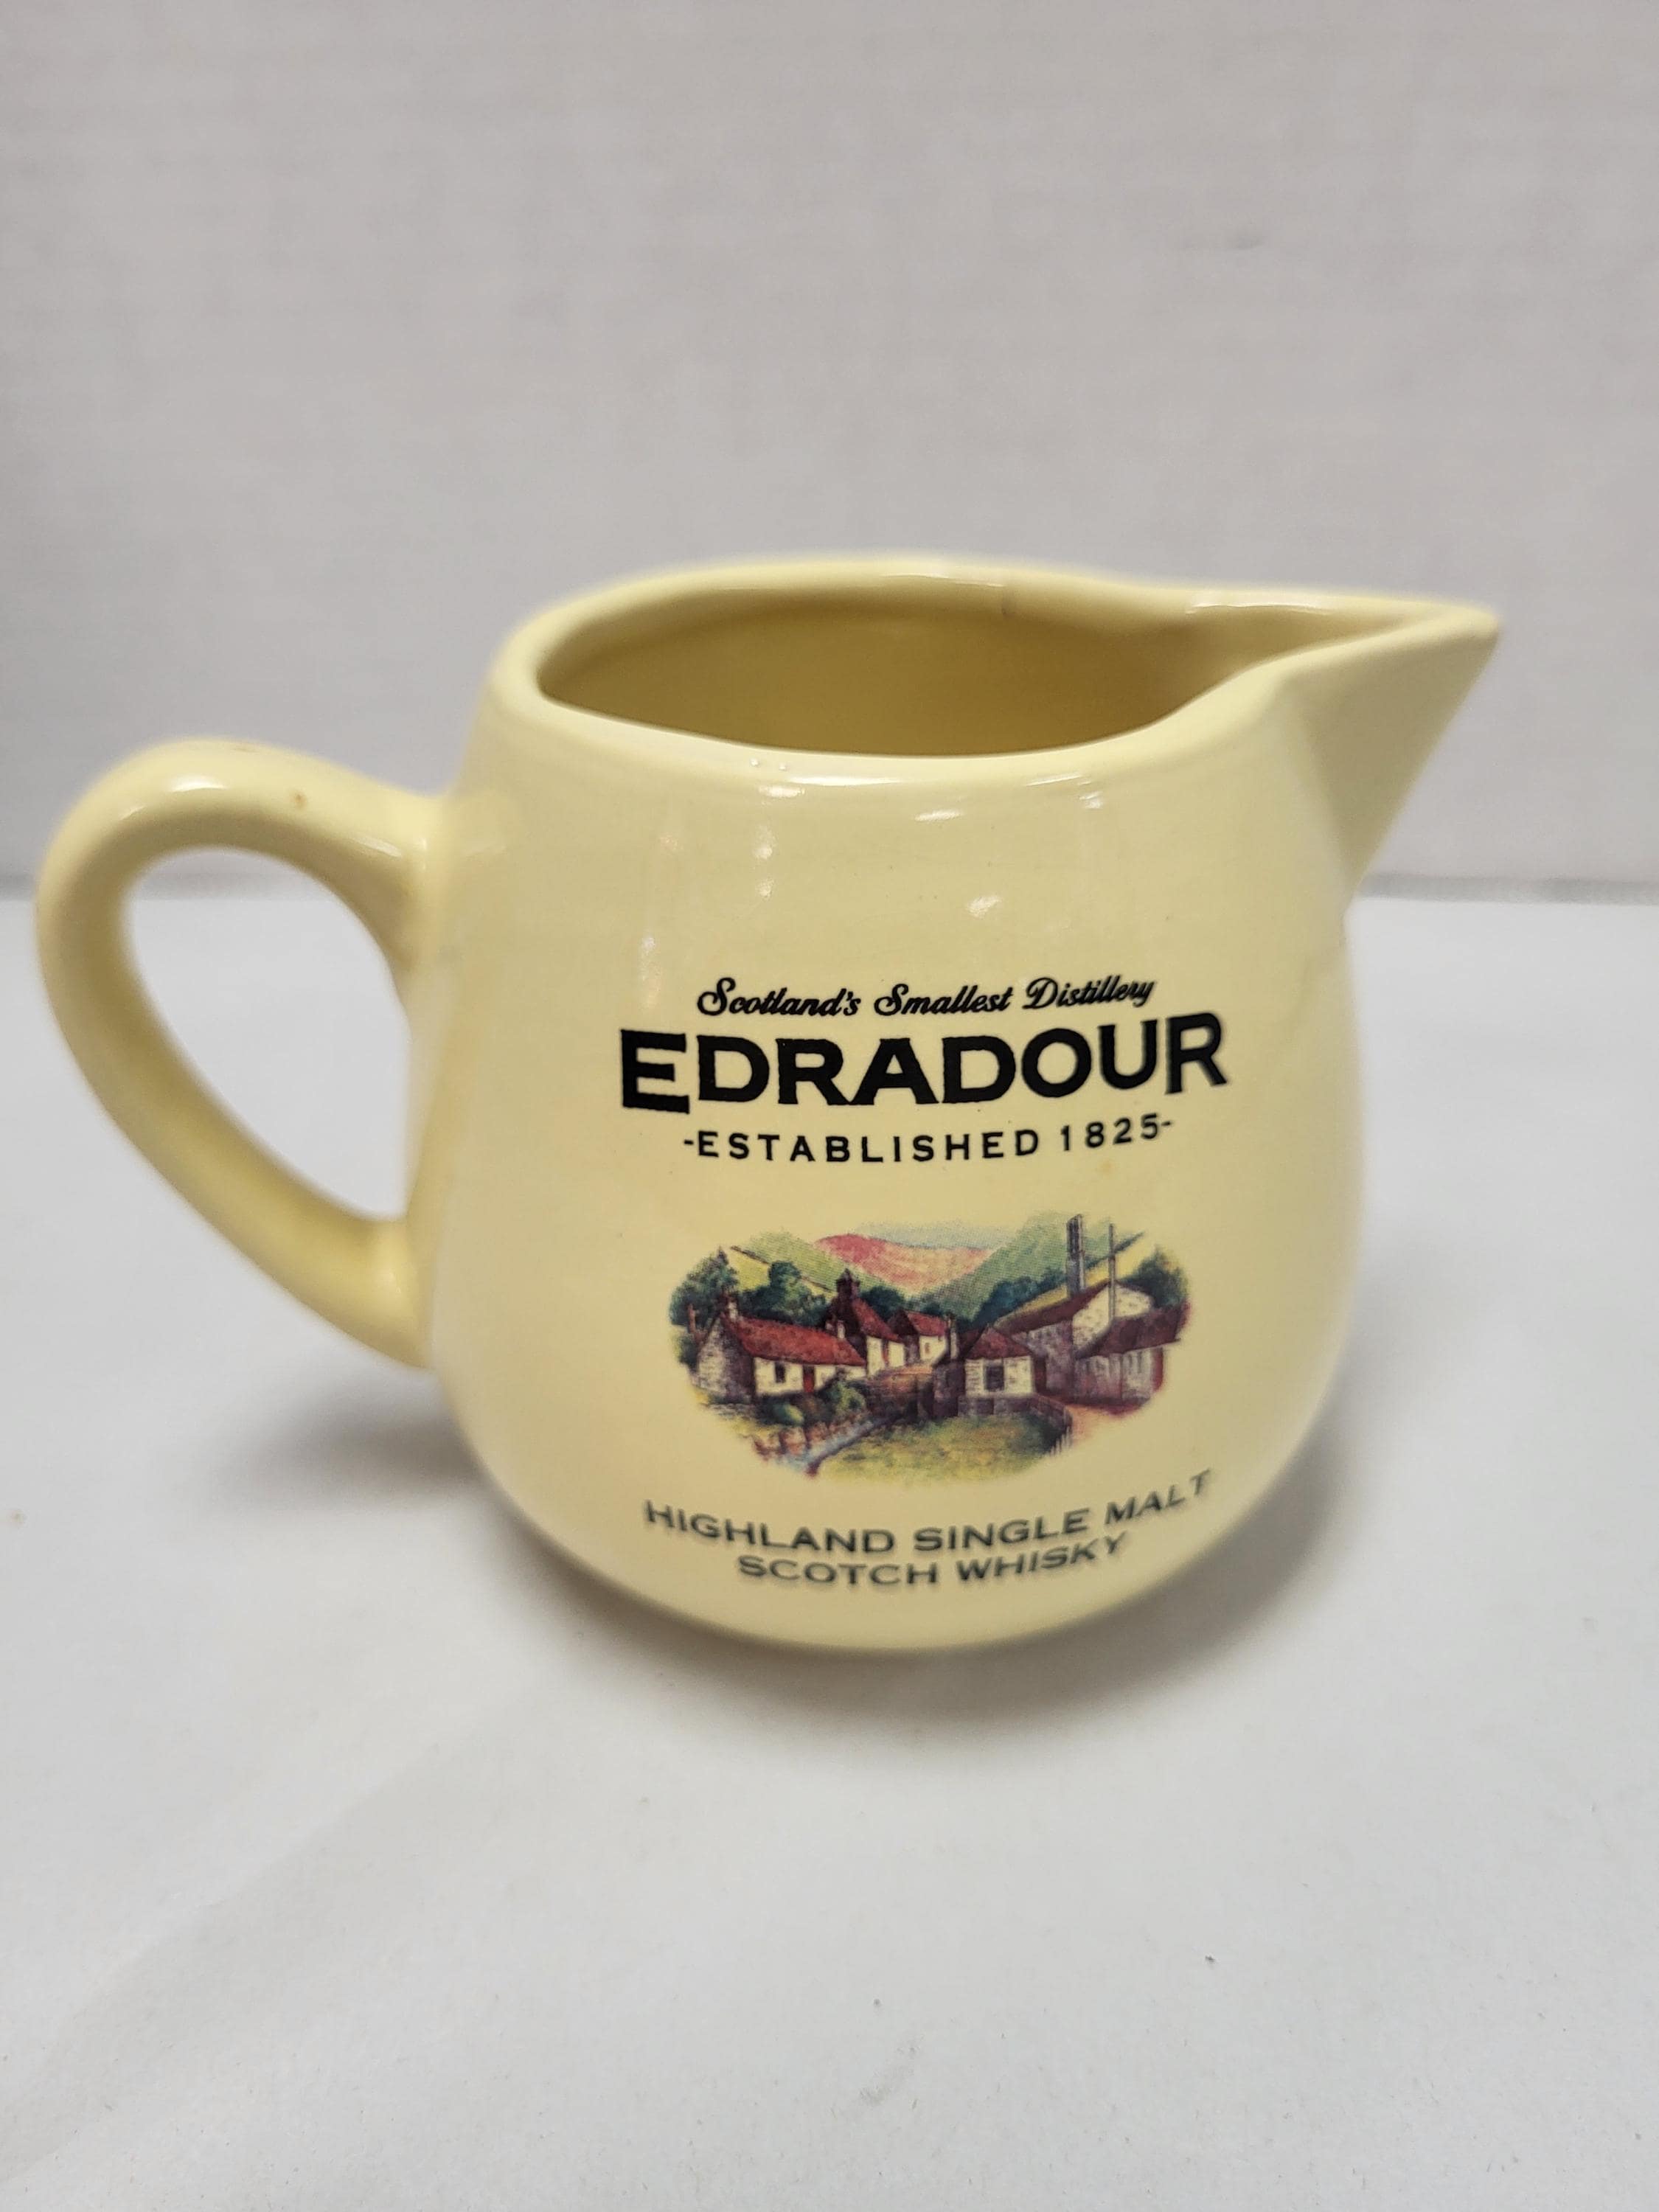 Scotland's Smallest Distillery
EDRADOUR
-ESTABLISHED 1825-
HIGHLAND SINGLE MALT
SCOTCH WHISKY